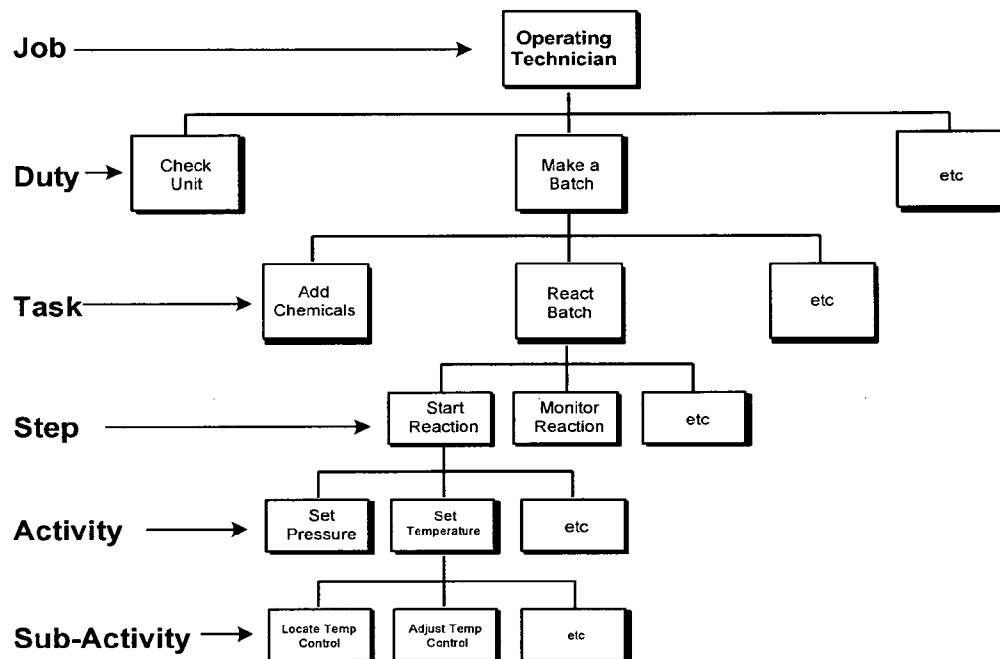 Job
Operating
Technician
Duty
Check
Unit
Make a
Batch
etc
Task
Add
Chemicals
React
Batch
etc
Step
Start
Reaction
Monitor
Reaction
etc
Activity
Set
Pressure
Set
Temperature
etc
Sub-Activity
Locate Temp
Control
Adjust Temp
Control
etc